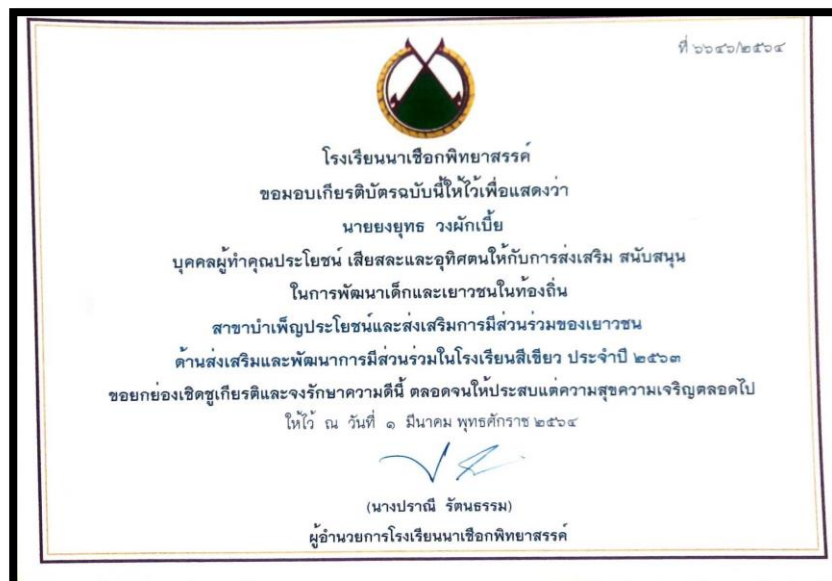 ที่ ๖๖๔๖/๒๕๖๔
โรงเรียนนาเชือกพิทยาสรรค์
ขอมอบเกียรติบัตรฉบับนี้ให้ไว้เพื่อแสดงว่า
นายยงยุทธ วงผักเบี้ย
บุคคลผู้ทำคุณประโยชน์ เสียสละและอุทิศตนให้กับการส่งเสริม สนับสนุน
ในการพัฒนาเด็กและเยาวชนในท้องถิ่น
สาขาบำเพ็ญประโยชน์และส่งเสริมการมีส่วนร่วมของเยาวชน
ด้านส่งเสริมและพัฒนาการมีส่วนร่วมในโรงเรียนสีเขียว ประจำปี ๒๕๖๓
ขอยกย่องเชิดชูเกียรติและจงรักษาความดีนี้ ตลอดจนให้ประสบแต่ความสุขความเจริญตลอดไป
ให้ไว้ ณ วันที่ ๑ มีนาคม พุทธศักราช ๒๕๖๔
(นางปราณี รัตนธรรม)
ผู้อำนวยการโรงเรียนนาเชือกพิทยาสรรค์